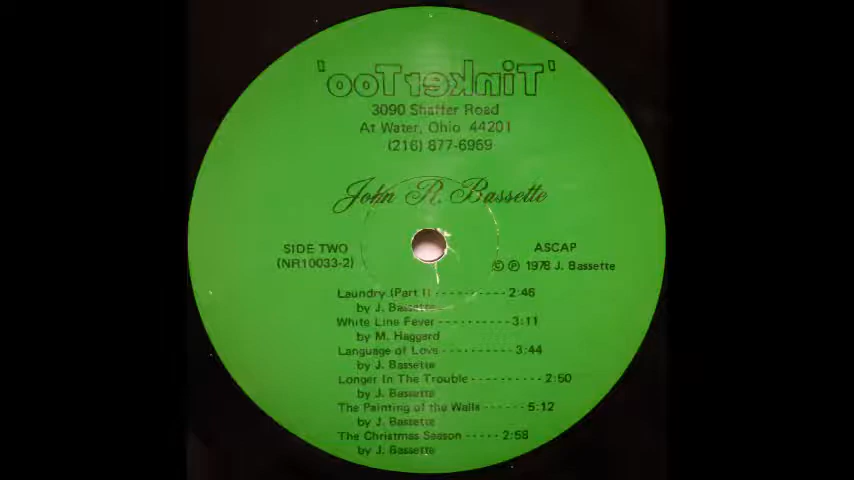 'Tinker Too'
3090 Shaffer Road
At Water, Ohio 44201
(216) 877-6969
John R. Bassette
SIDE TWO
(NR10033-2)
ASCAP
© ℗ 1978 J. Bassette
Laundry (Part I) ---------- 2:46
by J. Bassette
White Line Fever ---------- 3:11
by M. Haggard
Language of Love ---------- 3:44
by J. Bassette
Longer In The Trouble ---------- 2:50
by J. Bassette
The Painting of the Walls ------ 5:12
by J. Bassette
The Christmas Season ----- 2:58
by J. Bassette